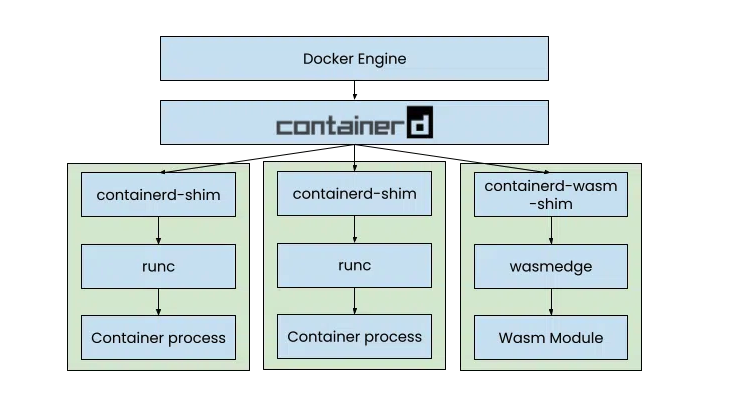 Docker Engine
containerd
containerd-shim
runc
Container process
containerd-shim
runc
Container process
containerd-wasm
-shim
wasmedge
Wasm Module